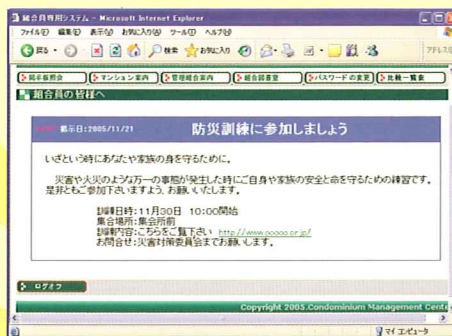 組合員専用システム - Microsoft Internet Explorer
ファイル(F) 編集(E) 表示(V) お気に入り(A) ツール(T) ヘルプ(H)
戻る 検索 お気に入り
掲示板照会 マンション案内 管理組合案内 組合図書室 パスワードの変更 比較一覧表
組合員の皆様へ
掲示日:2005/11/21 防災訓練に参加しましょう
いざという時にあなたや家族の身を守るために。
災害や火災のような万一の事態が発生した時にご自身や家族の安全と命を守るための練習です。
是非ともご参加下さいますよう、お願いいたします。
訓練日時:11月30日 10:00開始
集合場所:集会所前
訓練内容:こちらをご覧下さい http://www.ooooo.or.jp/
お問合せ:災害対策委員会までお願いします。
ログオフ
Copyright 2005.Condominium Management Cent
マイ コンピュータ